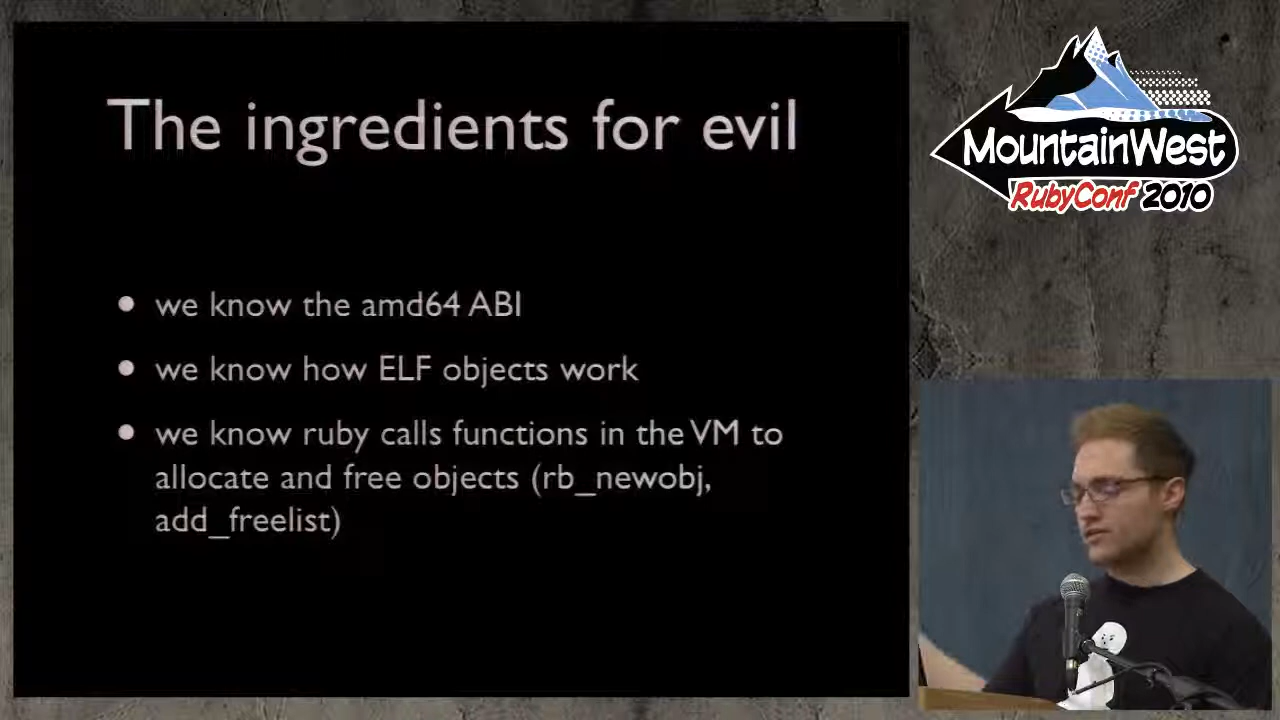 The ingredients for evil
we know the amd64 ABI
we know how ELF objects work
we know ruby calls functions in the VM to
allocate and free objects (rb_newobj,
add_freelist)
MountainWest
RubyConf 2010